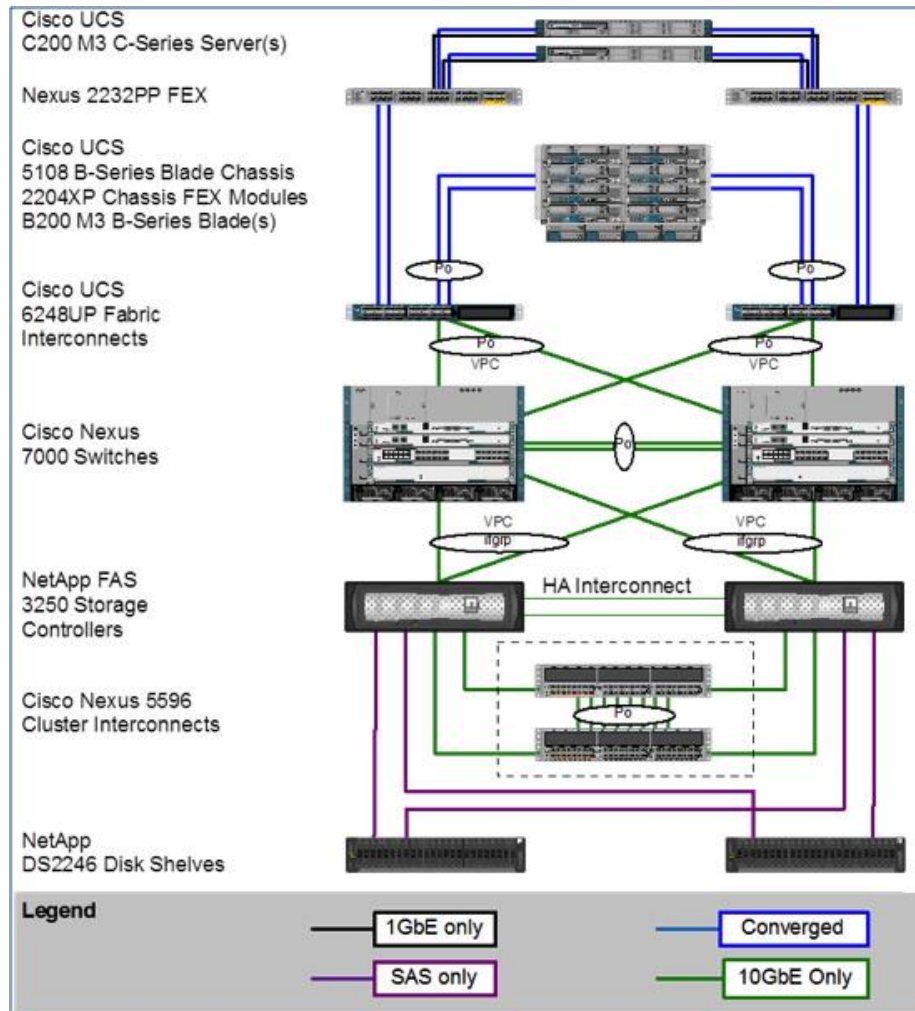 Cisco UCS
C200 M3 C-Series Server(s)
Nexus 2232PP FEX
Cisco UCS
5108 B-Series Blade Chassis
2204XP Chassis FEX Modules
B200 M3 B-Series Blade(s)
Po
Po
Cisco UCS
6248UP Fabric
Interconnects
Po
VPC
Po
VPC
Cisco Nexus
7000 Switches
Po
VPC
ifgrp
VPC
ifgrp
NetApp FAS
3250 Storage
Controllers
HA Interconnect
Cisco Nexus 5596
Cluster Interconnects
Po
NetApp
DS2246 Disk Shelves
Legend
1GbE only
Converged
SAS only
10GbE Only